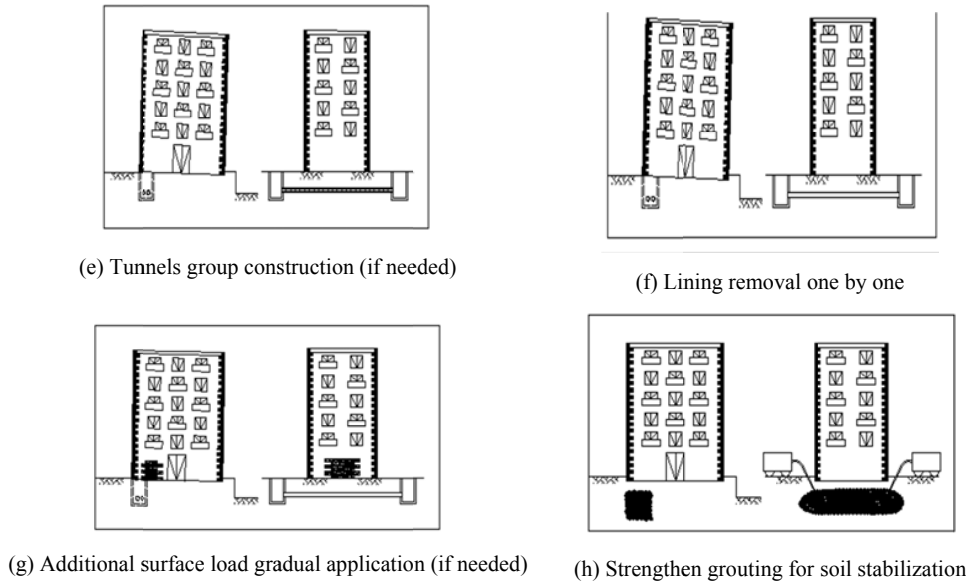 (e) Tunnels group construction (if needed)
(f) Lining removal one by one
(g) Additional surface load gradual application (if needed)
(h) Strengthen grouting for soil stabilization